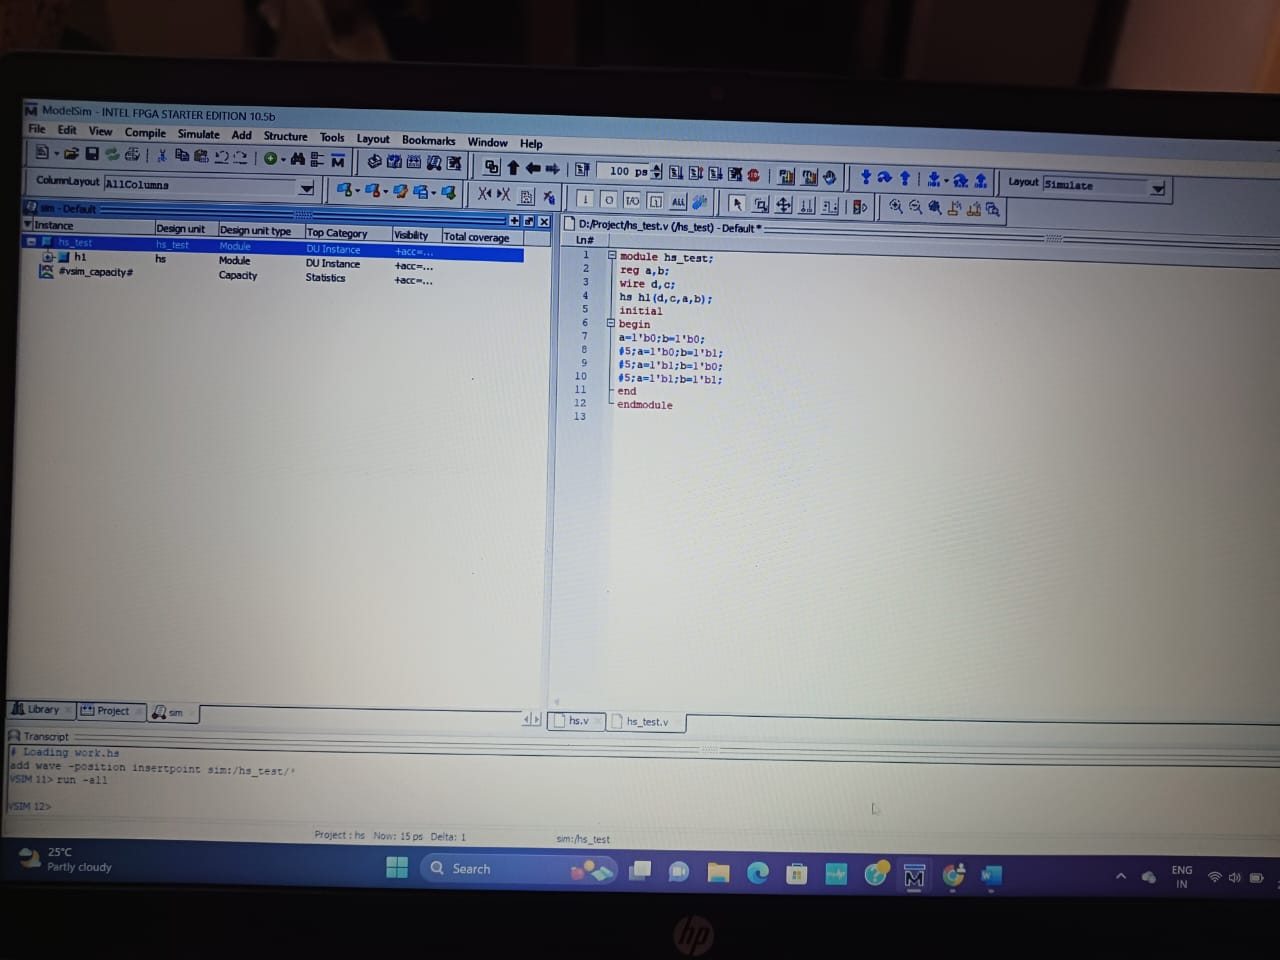 ModelSim - INTEL FPGA STARTER EDITION 10.5b
File Edit View Compile Simulate Add Structure Tools Layout Bookmarks Window Help
100 ps
ColumnLayout AllColumns
Layout Simulate
sim - Default
Instance Design unit Design unit type Top Category Visibility Total coverage
hs_test hs_test Module DU Instance +acc=...
h1 hs Module DU Instance +acc=...
#vsim_capacity# Capacity Statistics +acc=...
D:/Project/hs_test.v (/hs_test) - Default *
Ln#
1 module hs_test;
2 reg a,b;
3 wire d,c;
4 hs h1(d,c,a,b);
5 initial
6 begin
7 a=1'b0;b=1'b0;
8 #5;a=1'b0;b=1'b1;
9 #5;a=1'b1;b=1'b0;
10 #5;a=1'b1;b=1'b1;
11 end
12 endmodule
13
Library Project sim
hs.v hs_test.v
Transcript
# Loading work.hs
add wave -position insertpoint sim:/hs_test/*
VSIM 11> run -all
VSIM 12>
Project : hs Now: 15 ps Delta: 1 sim:/hs_test
25°C
Partly cloudy
Search
ENG
IN
hp